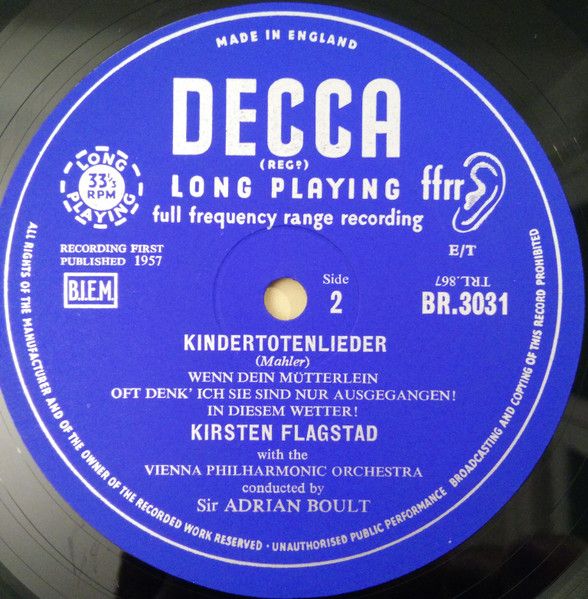 MADE IN ENGLAND
DECCA
(REGᴰ)
LONG PLAYING
full frequency range recording
ffrr
LONG
33⅓
RPM
PLAYING
RECORDING FIRST
PUBLISHED 1957
B.I.E.M.
E/T
TRL.867
BR.3031
Side
2
KINDERTOTENLIEDER
(Mahler)
WENN DEIN MÜTTERLEIN
OFT DENK' ICH SIE SIND NUR AUSGEGANGEN!
IN DIESEM WETTER!
KIRSTEN FLAGSTAD
with the
VIENNA PHILHARMONIC ORCHESTRA
conducted by
Sir ADRIAN BOULT
ALL RIGHTS OF THE MANUFACTURER AND OF THE OWNER OF THE RECORDED WORK RESERVED · UNAUTHORISED PUBLIC PERFORMANCE BROADCASTING AND COPYING OF THIS RECORD PROHIBITED